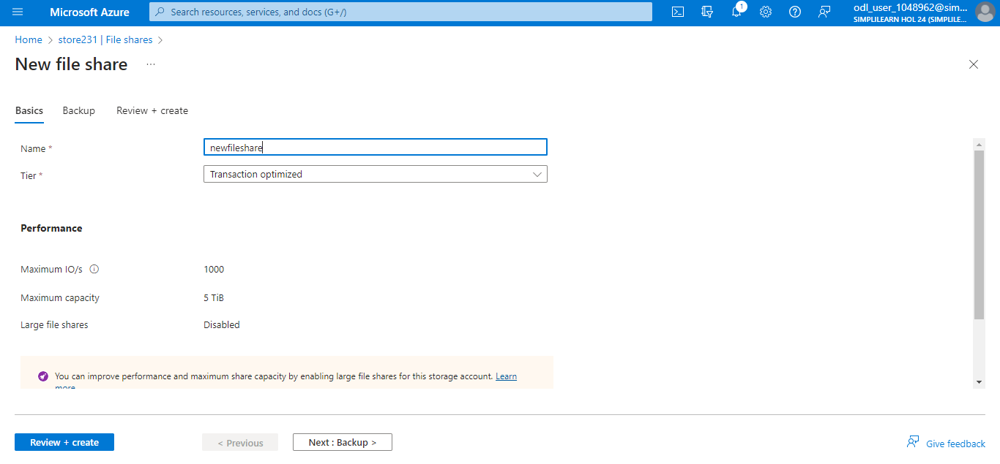 Microsoft Azure
Search resources, services, and docs (G+/)
1
odl_user_1048962@sim...
SIMPLILEARN HOL 24 (SIMPLILE...
Home > store231 | File shares >
New file share ...
Basics Backup Review + create
Name *
newfileshare
Tier *
Transaction optimized
Performance
Maximum IO/s
1000
Maximum capacity
5 TiB
Large file shares
Disabled
You can improve performance and maximum share capacity by enabling large file shares for this storage account. Learn
more
Review + create
< Previous
Next : Backup >
Give feedback